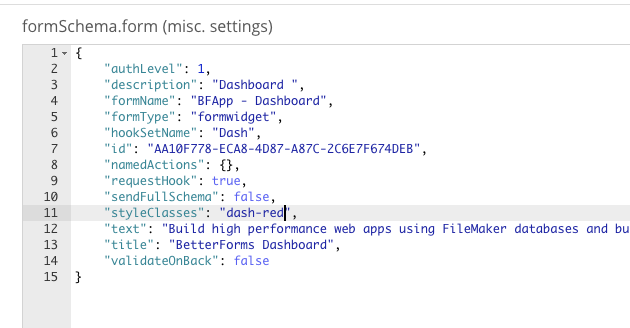 formSchema.form (misc. settings)
1 {
2 "authLevel": 1,
3 "description": "Dashboard ",
4 "formName": "BFApp - Dashboard",
5 "formType": "formwidget",
6 "hookSetName": "Dash",
7 "id": "AA10F778-ECA8-4D87-A87C-2C6E7F674DEB",
8 "namedActions": {},
9 "requestHook": true,
10 "sendFullSchema": false,
11 "styleClasses": "dash-red",
12 "text": "Build high performance web apps using FileMaker databases and bu
13 "title": "BetterForms Dashboard",
14 "validateOnBack": false
15 }